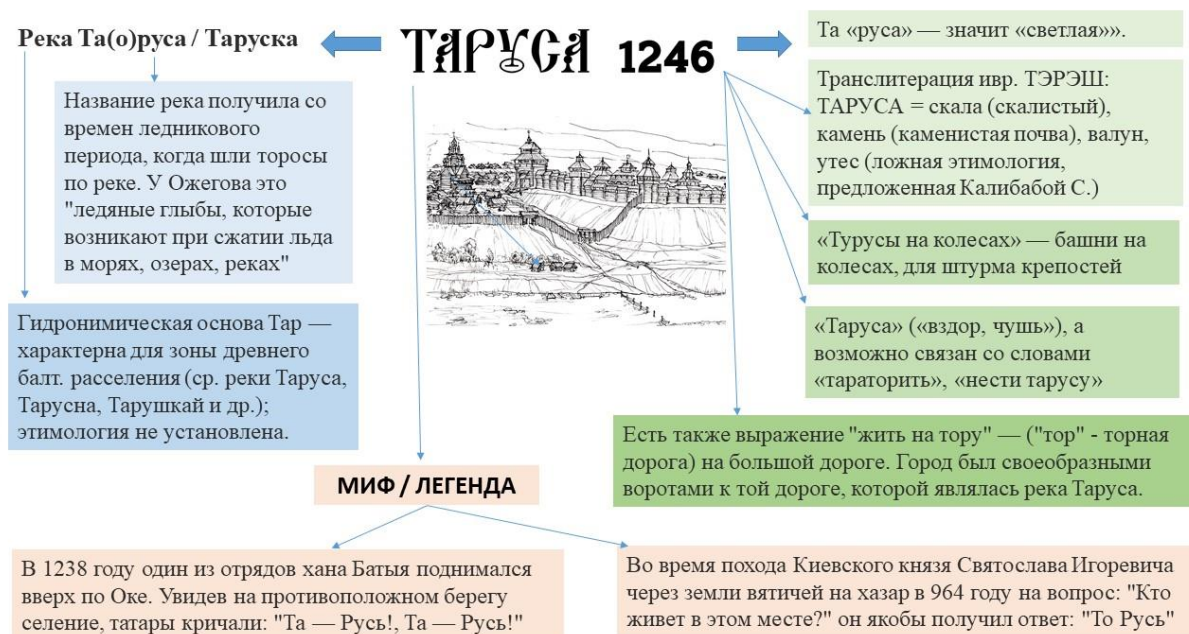 Река Та(о)руса / Таруска
ТАРУСА 1246
Название река получила со
времен ледникового
периода, когда шли торосы
по реке. У Ожегова это
"ледяные глыбы, которые
возникают при сжатии льда
в морях, озерах, реках"
Гидронимическая основа Тар —
характерна для зоны древнего
балт. расселения (ср. реки Таруса,
Тарусна, Тарушкай и др.);
этимология не установлена.
Та «руса» — значит «светлая»».
Транслитерация ивр. ТЭРЭШ:
ТАРУСА = скала (скалистый),
камень (каменистая почва), валун,
утес (ложная этимология,
предложенная Калибабой С.)
«Турусы на колесах» — башни на
колесах, для штурма крепостей
«Таруса» («вздор, чушь»), а
возможно связан со словами
«тараторить», «нести тарусу»
Есть также выражение "жить на тору" — ("тор" - торная
дорога) на большой дороге. Город был своеобразными
воротами к той дороге, которой являлась река Таруса.
МИФ / ЛЕГЕНДА
В 1238 году один из отрядов хана Батыя поднимался
вверх по Оке. Увидев на противоположном берегу
селение, татары кричали: "Та — Русь!, Та — Русь!"
Во время похода Киевского князя Святослава Игоревича
через земли вятичей на хазар в 964 году на вопрос: "Кто
живет в этом месте?" он якобы получил ответ: "То Русь"